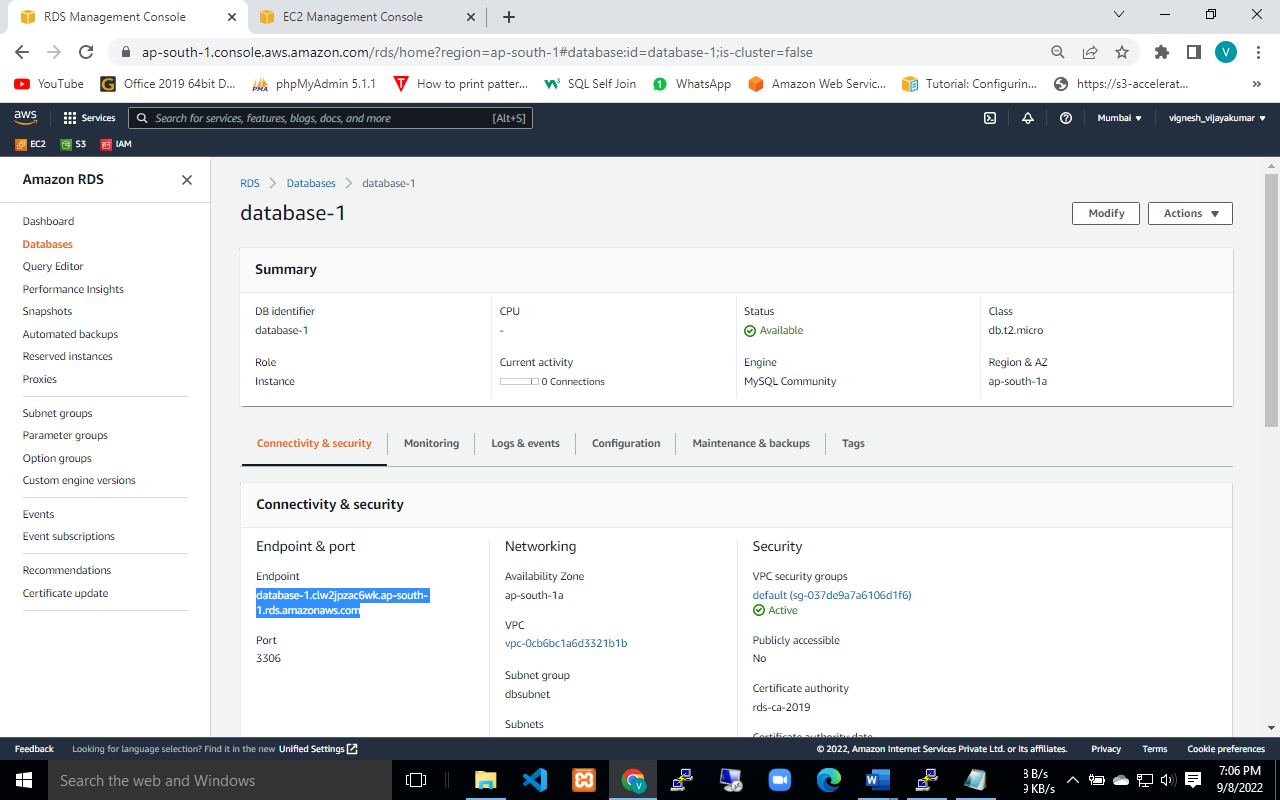 RDS Management Console
EC2 Management Console
ap-south-1.console.aws.amazon.com/rds/home?region=ap-south-1#database:id=database-1;is-cluster=false
V
YouTube
Office 2019 64bit D...
phpMyAdmin 5.1.1
How to print patter...
SQL Self Join
WhatsApp
Amazon Web Servic...
Tutorial: Configurin...
https://s3-accelerat...
»
aws
Services
Search for services, features, blogs, docs, and more
[Alt+S]
Mumbai
vignesh_vijayakumar
EC2
S3
IAM
Amazon RDS
Dashboard
Databases
Query Editor
Performance Insights
Snapshots
Automated backups
Reserved instances
Proxies
Subnet groups
Parameter groups
Option groups
Custom engine versions
Events
Event subscriptions
Recommendations
Certificate update
RDS
Databases
database-1
database-1
Modify
Actions
Summary
DB identifier
database-1
CPU
-
Status
Available
Class
db.t2.micro
Role
Instance
Current activity
0 Connections
Engine
MySQL Community
Region & AZ
ap-south-1a
Connectivity & security
Monitoring
Logs & events
Configuration
Maintenance & backups
Tags
Connectivity & security
Endpoint & port
Endpoint
database-1.clw2jpzac6wk.ap-south-
1.rds.amazonaws.com
Port
3306
Networking
Availability Zone
ap-south-1a
VPC
vpc-0cb6bc1a6d3321b1b
Subnet group
dbsubnet
Subnets
Security
VPC security groups
default (sg-037de9a7a6106d1f6)
Active
Publicly accessible
No
Certificate authority
rds-ca-2019
Certificate authority date
Feedback
Looking for language selection? Find it in the new Unified Settings
© 2022, Amazon Internet Services Private Ltd. or its affiliates.
Privacy
Terms
Cookie preferences
Search the web and Windows
3 B/s
9 KB/s
7:06 PM
9/8/2022